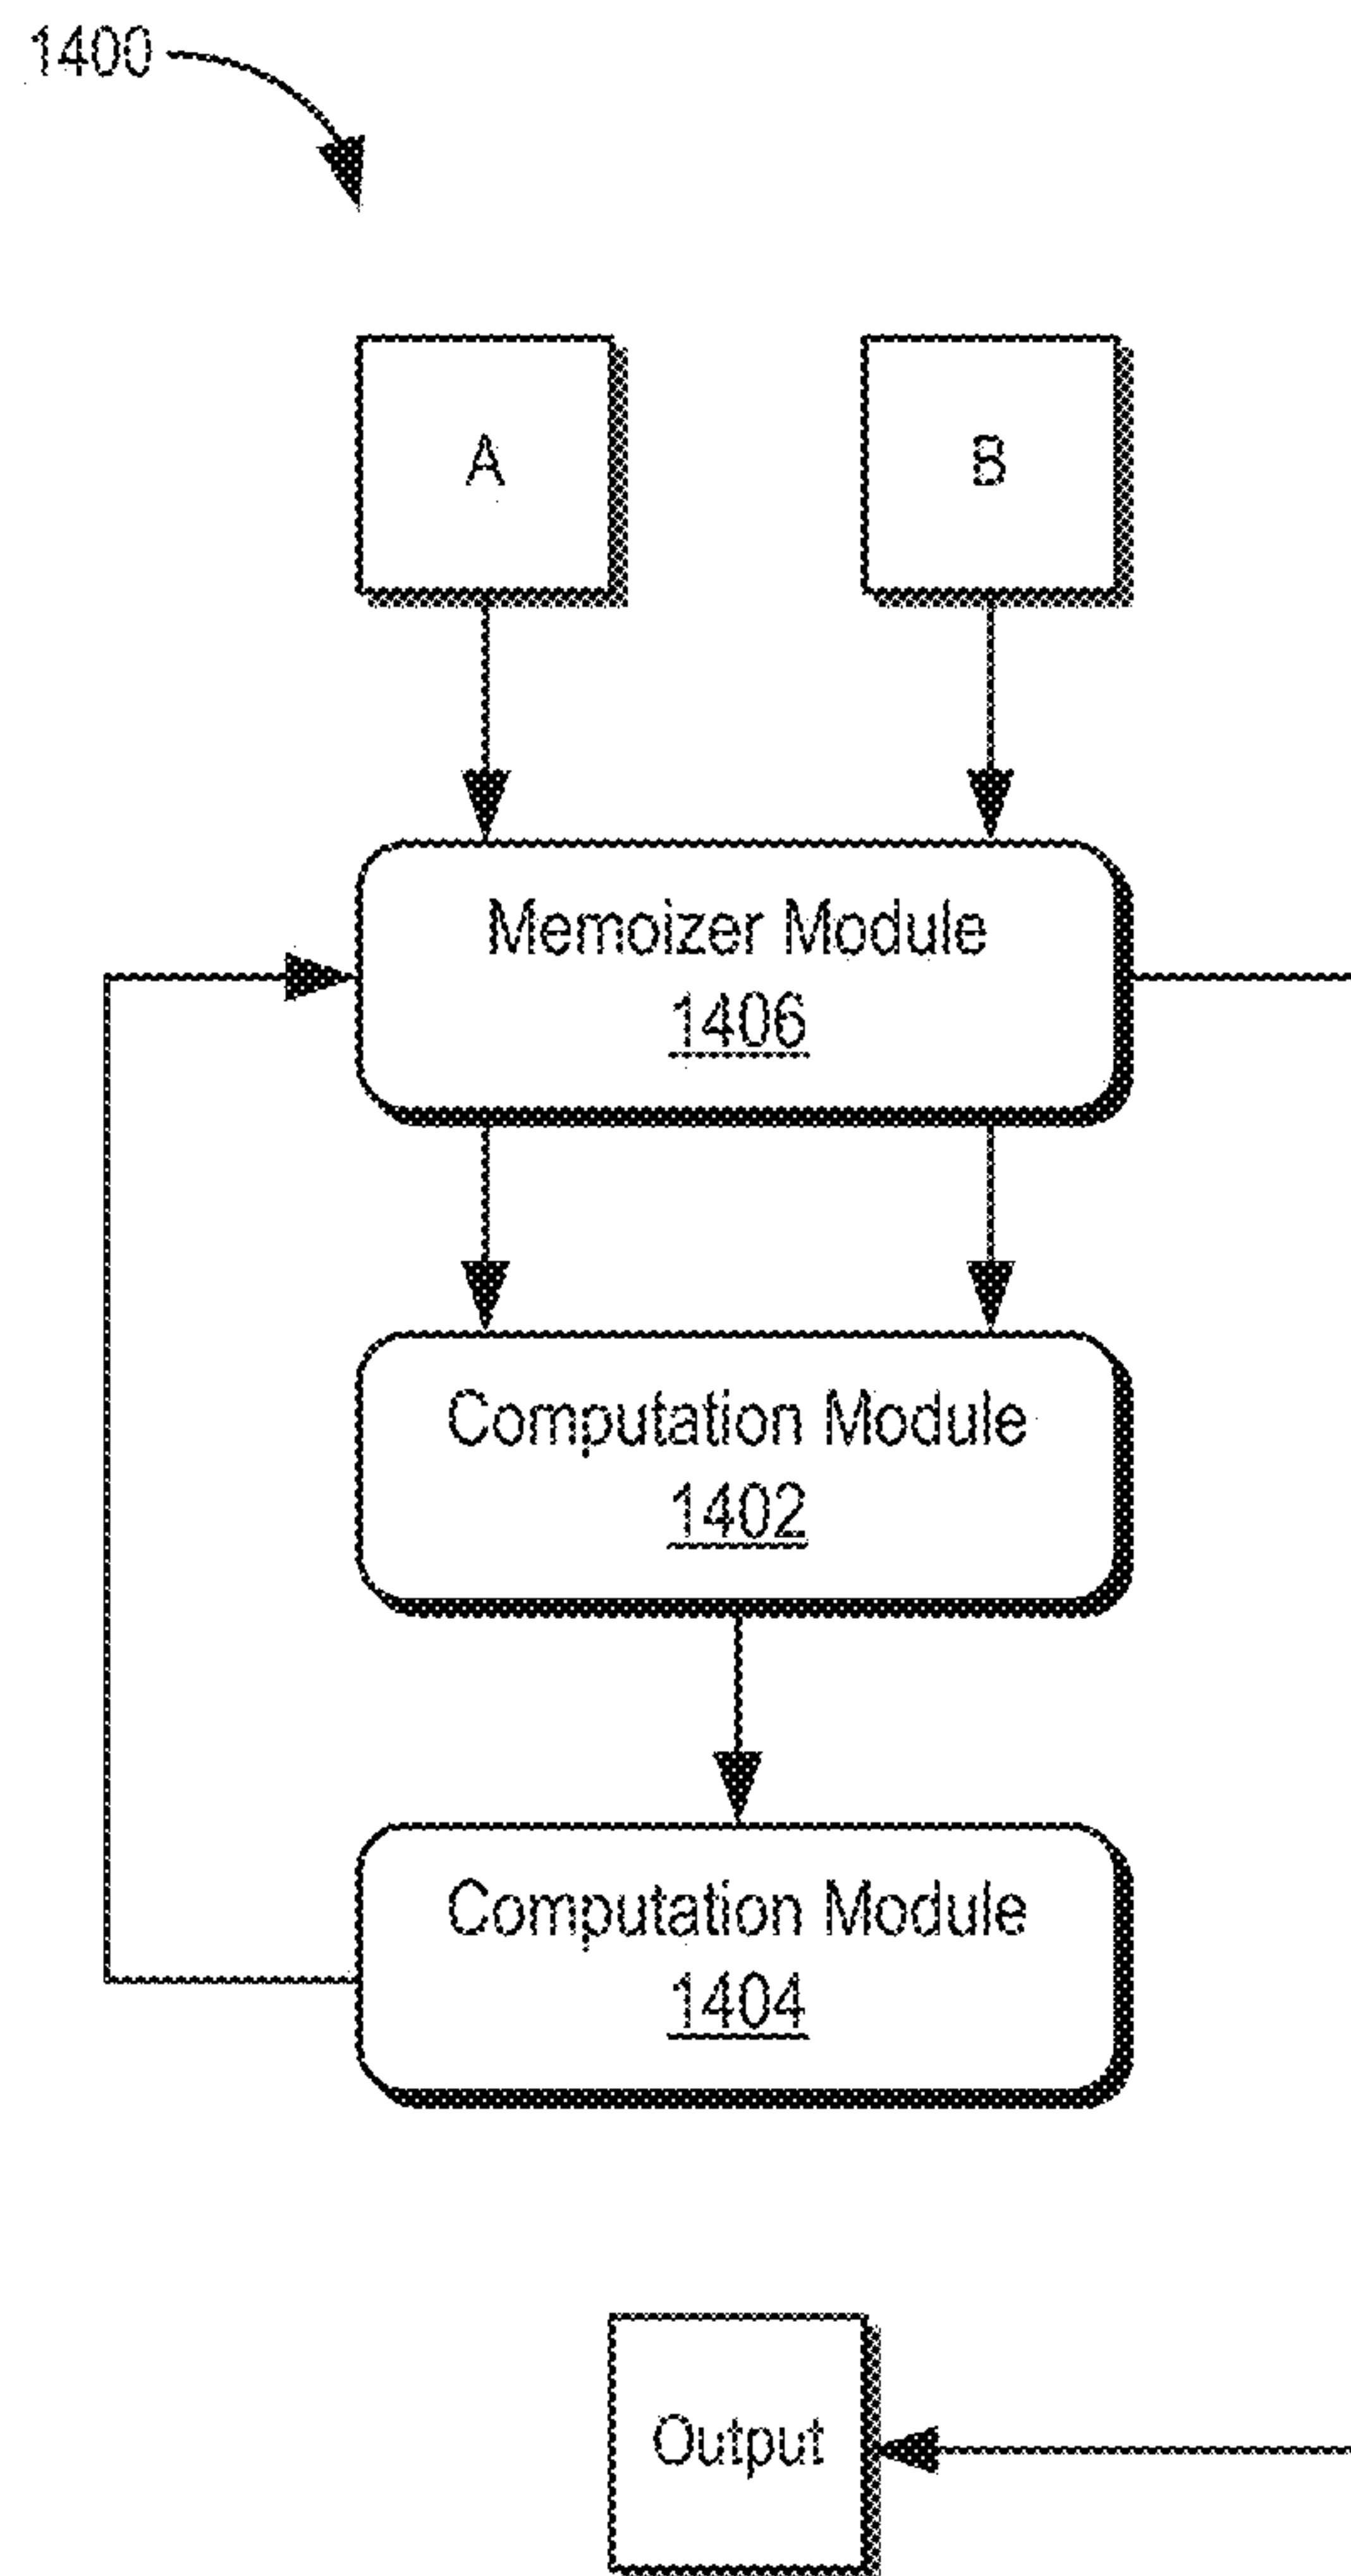 1400
A
B
Memoizer Module
1406
Computation Module
1402
Computation Module
1404
Output